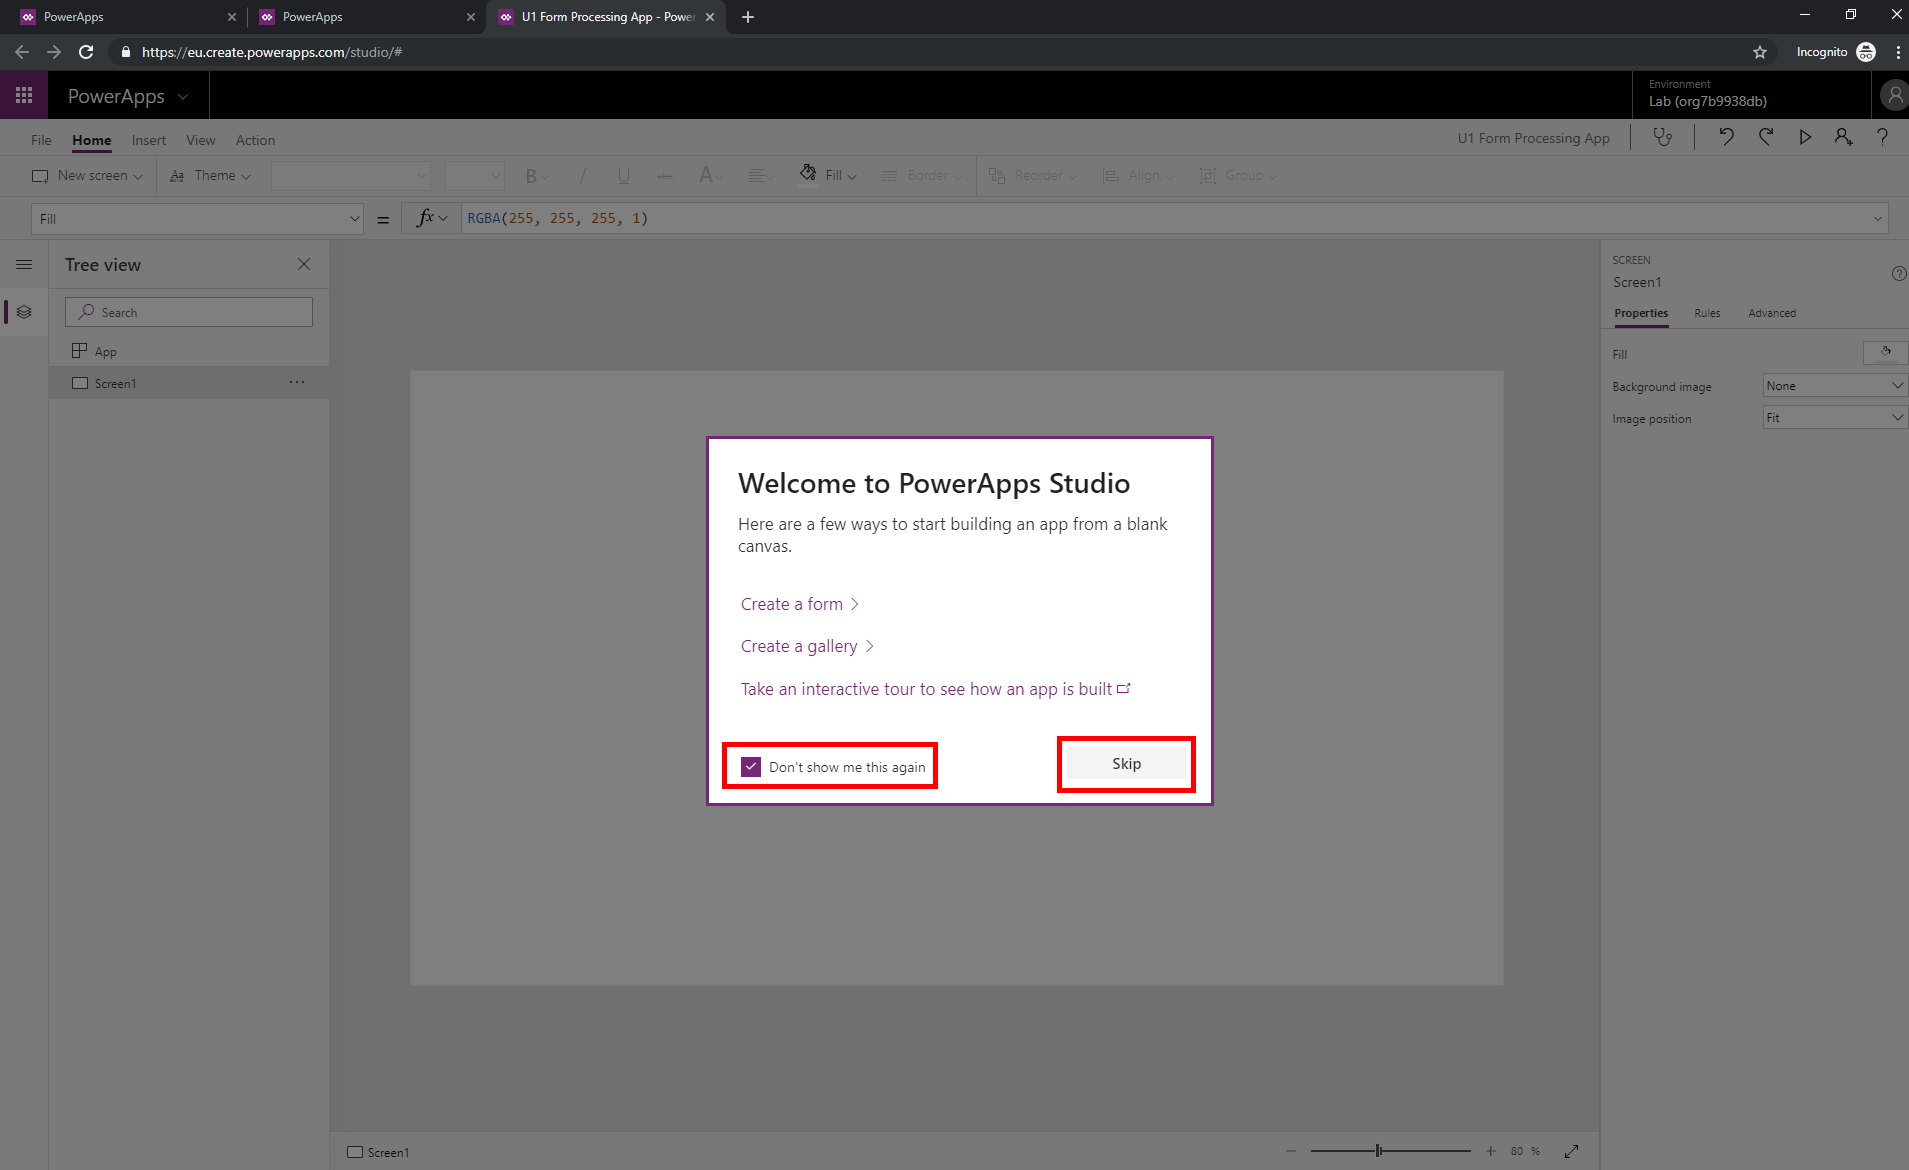 PowerApps
PowerApps
U1 Form Processing App - Power
https://eu.create.powerapps.com/studio/#
Incognito
PowerApps
Environment
Lab (org7b9938db)
File Home Insert View Action
U1 Form Processing App
New screen Theme B / U abc A Fill Border Reorder Align Group
Fill = fx RGBA(255, 255, 255, 1)
Tree view
Search
App
Screen1
SCREEN
Screen1
Properties Rules Advanced
Fill
Background image None
Image position Fit
Welcome to PowerApps Studio
Here are a few ways to start building an app from a blank
canvas.
Create a form
Create a gallery
Take an interactive tour to see how an app is built
Don't show me this again
Skip
Screen1
80 %